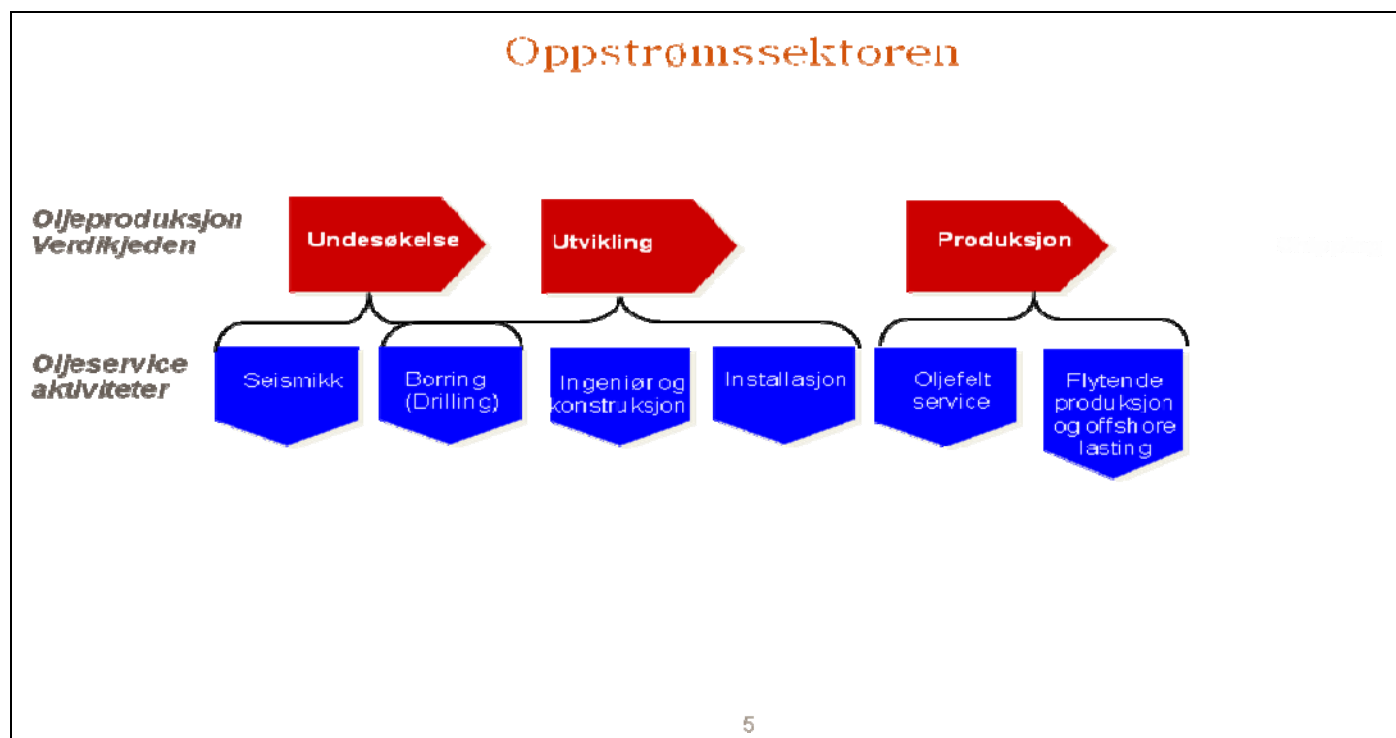 Oppstrømssektoren
Oljeproduksjon
Verdikjeden
Undesøkelse
Utvikling
Produksjon
Oljeservice
aktiviteter
Seismikk
Borring
(Drilling)
Ingeniør og
konstruksjon
Installasjon
Oljefelt
service
Flytende
produksjon
og offshore
lasting
5